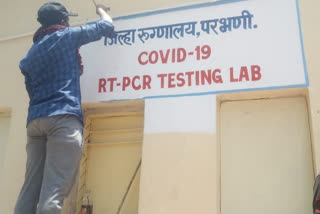 जिल्हा रुग्णालय, परभणी.
COVID-19
RT-PCR TESTING LAB